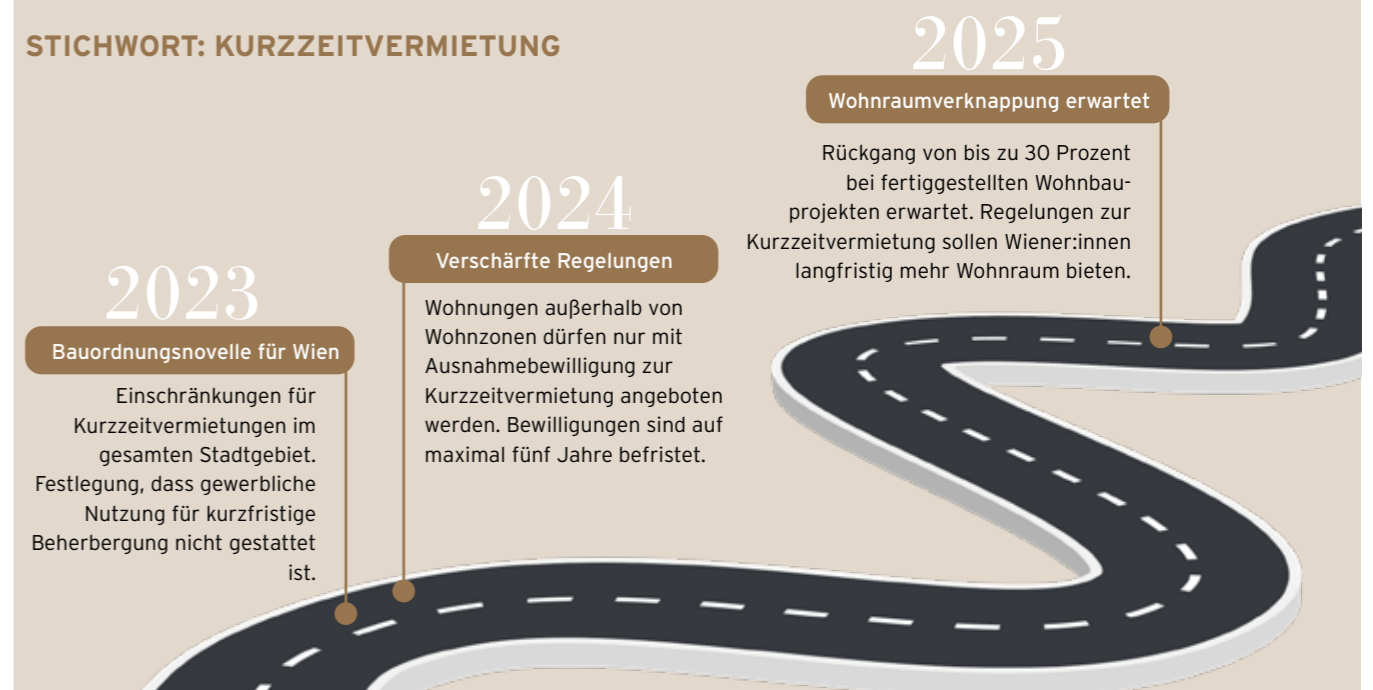 STICHWORT: KURZZEITVERMIETUNG
2023
Bauordnungsnovelle für Wien
Einschränkungen für
Kurzzeitvermietungen im
gesamten Stadtgebiet.
Festlegung, dass gewerbliche
Nutzung für kurzfristige
Beherbergung nicht gestattet
ist.
2024
Verschärfte Regelungen
Wohnungen außerhalb von
Wohnzonen dürfen nur mit
Ausnahmebewilligung zur
Kurzzeitvermietung angeboten
werden. Bewilligungen sind auf
maximal fünf Jahre befristet.
2025
Wohnraumverknappung erwartet
Rückgang von bis zu 30 Prozent
bei fertiggestellten Wohnbau-
projekten erwartet. Regelungen zur
Kurzzeitvermietung sollen Wiener:innen
langfristig mehr Wohnraum bieten.